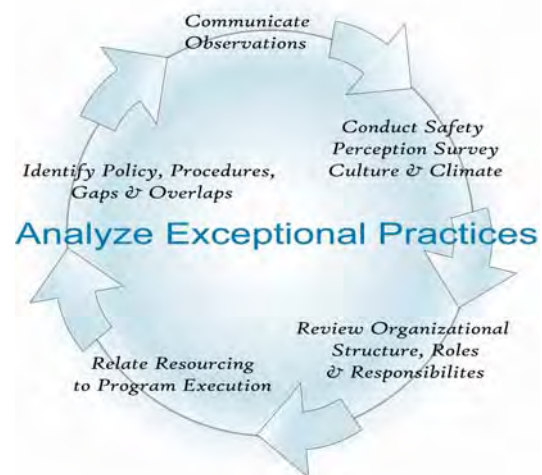 Communicate
Observations
Conduct Safety
Perception Survey
Culture & Climate
Identify Policy, Procedures,
Gaps & Overlaps
Analyze Exceptional Practices
Review Organizational
Structure, Roles
& Responsibilites
Relate Resourcing
to Program Execution